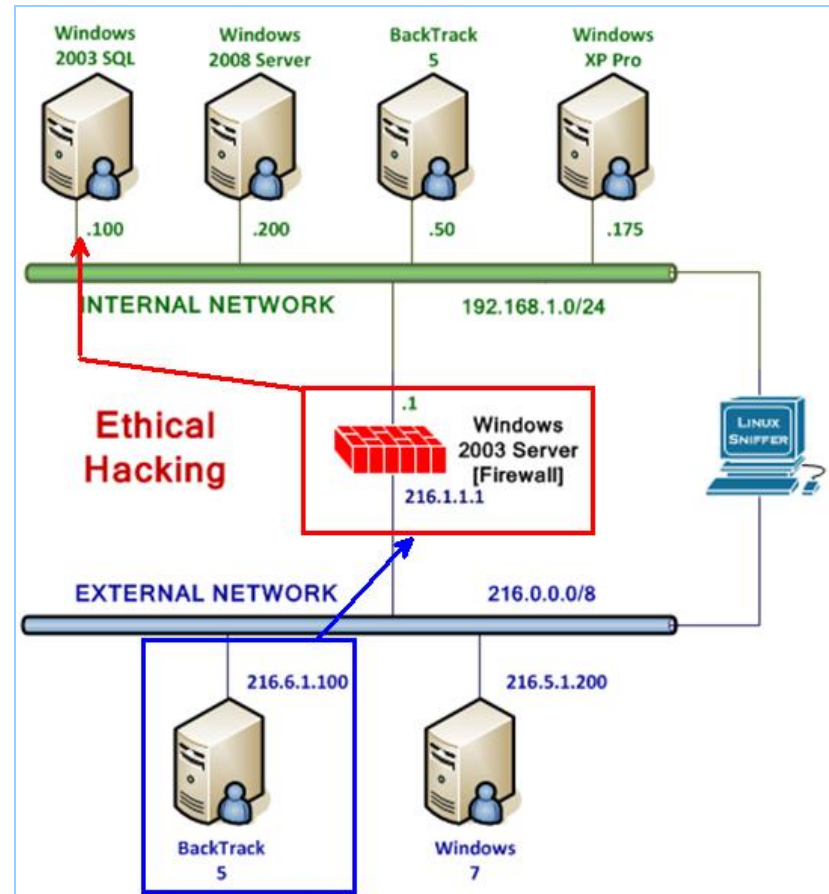 Windows
2003 SQL
Windows
2008 Server
BackTrack
5
Windows
XP Pro
.100
.200
.50
.175
INTERNAL NETWORK
192.168.1.0/24
Ethical
Hacking
.1
Windows
2003 Server
[Firewall]
216.1.1.1
LINUX
SNIFFER
EXTERNAL NETWORK
216.0.0.0/8
216.6.1.100
216.5.1.200
BackTrack
5
Windows
7